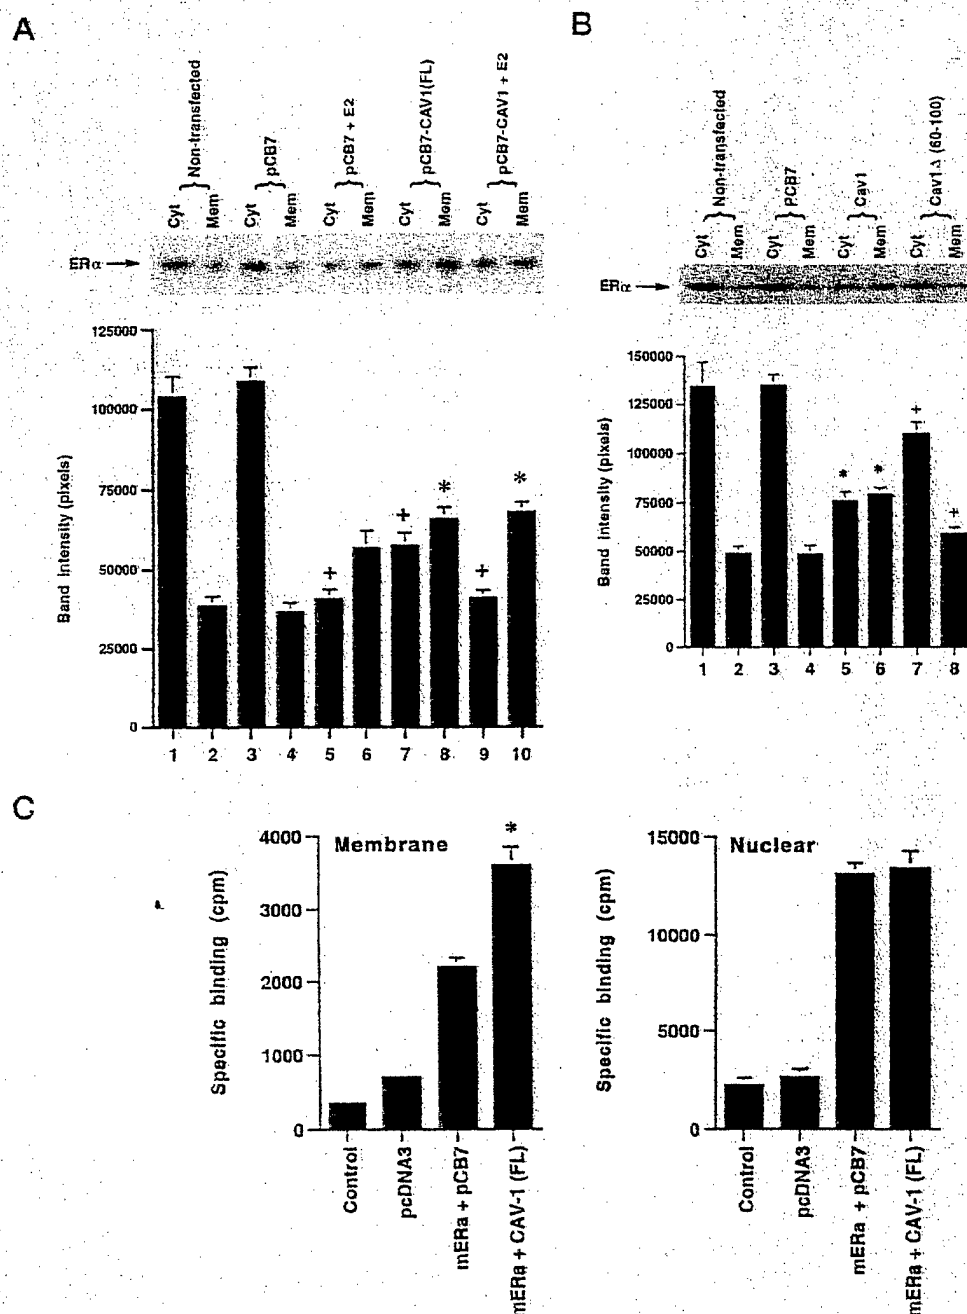 A
Non-transfected
pCB7
pCB7 + E2
pCB7-CAV1(FL)
pCB7-CAV1 + E2
Cyt
Mem
Cyt
Mem
Cyt
Mem
Cyt
Mem
Cyt
Mem
ERα
Band Intensity (pixels)
125000
100000
75000
50000
25000
0
+
+
*
+
*
1 2 3 4 5 6 7 8 9 10
B
Non-transfected
PCB7
Cav1
Cav1Δ (60-100)
Cyt
Mem
Cyt
Mem
Cyt
Mem
Cyt
Mem
ERα
Band Intensity (pixels)
150000
125000
100000
75000
50000
25000
0
*
*
+
+
1 2 3 4 5 6 7 8
C
Membrane
Specific binding (cpm)
4000
3000
2000
1000
0
*
Control
pcDNA3
mERa + pCB7
mERa + CAV-1 (FL)
Nuclear
Specific binding (cpm)
15000
10000
5000
0
Control
pcDNA3
mERa + pCB7
mERa + CAV-1 (FL)